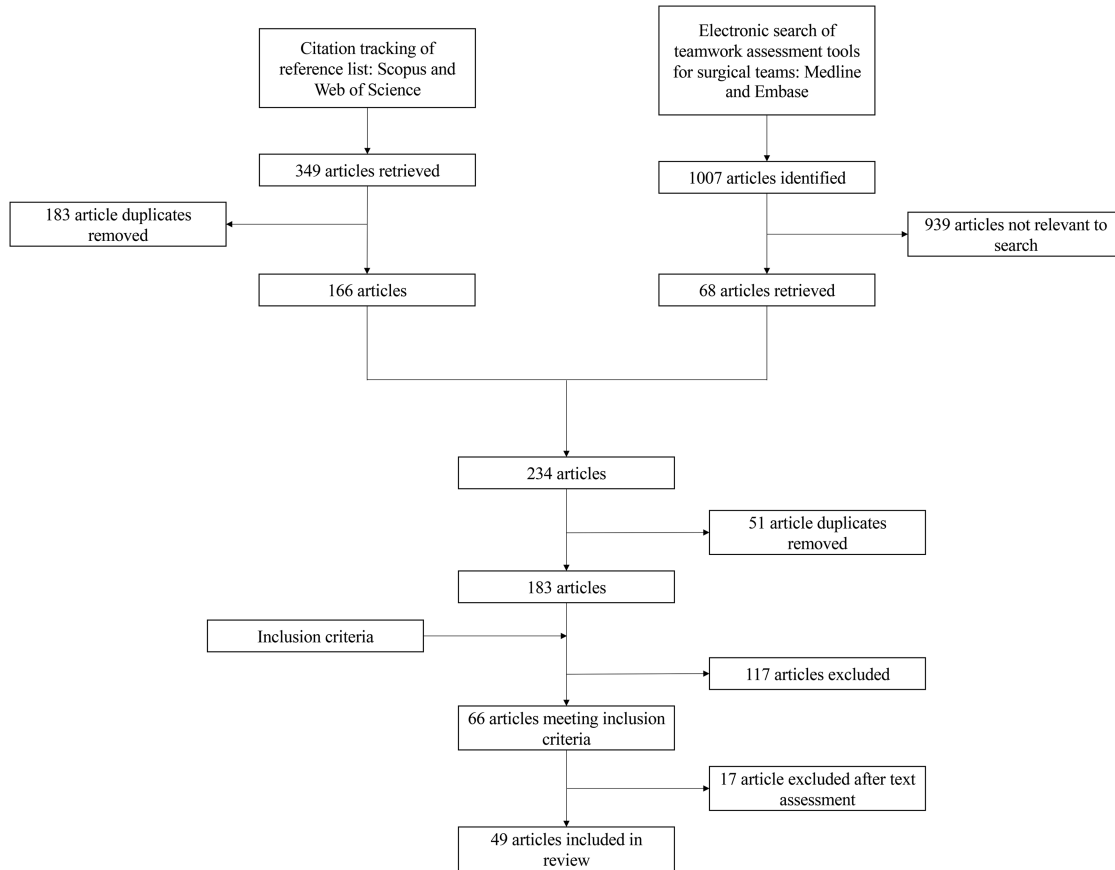 Citation tracking of
reference list: Scopus and
Web of Science
Electronic search of
teamwork assessment tools
for surgical teams: Medline
and Embase
349 articles retrieved
1007 articles identified
183 article duplicates
removed
939 articles not relevant to
search
166 articles
68 articles retrieved
234 articles
51 article duplicates
removed
183 articles
Inclusion criteria
117 articles excluded
66 articles meeting inclusion
criteria
17 article excluded after text
assessment
49 articles included in
review